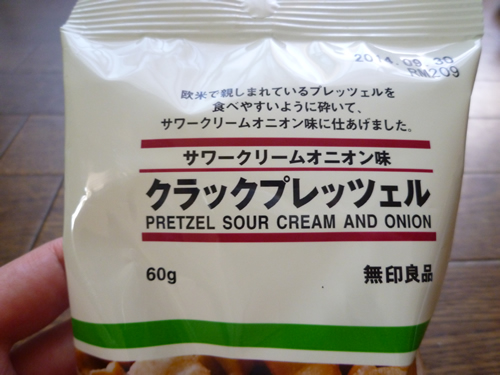 2014.09.30
RM209
欧米で親しまれているプレッツェルを
食べやすいように砕いて、
サワークリームオニオン味に仕あげました。
サワークリームオニオン味
クラックプレッツェル
PRETZEL SOUR CREAM AND ONION
60g
無印良品